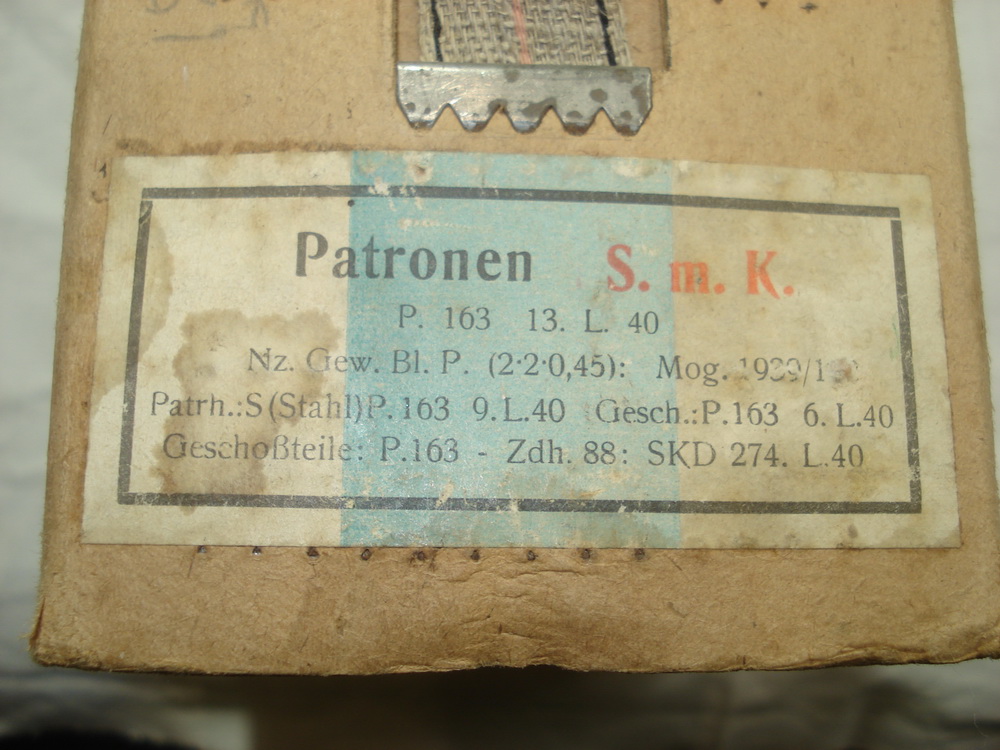 Patronen S. m. K.
P. 163 13. L. 40
Nz. Gew. Bl. P. (2·2·0,45): Mog.
Patrh.:S(Stahl)P.163 9.L.40 Gesch.:P.163 6. L.40
Geschoßteile: P.163 - Zdh. 88: SKD 274. L.40